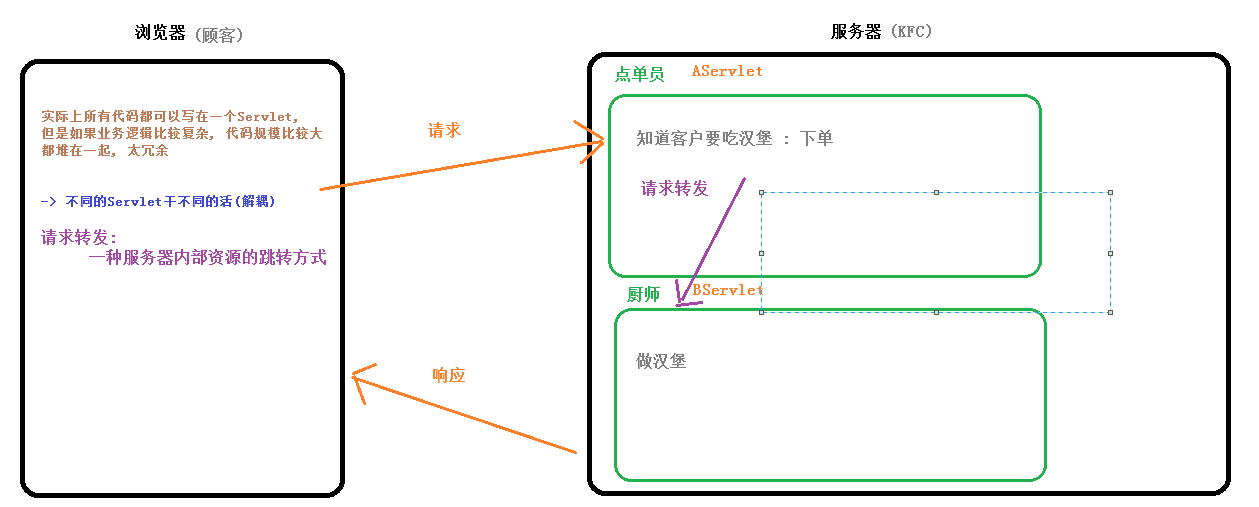 浏览器 (顾客)
实际上所有代码都可以写在一个Servlet,
但是如果业务逻辑比较复杂, 代码规模比较大
都堆在一起, 太冗余
-> 不同的Servlet干不同的活(解耦)
请求转发:
一种服务器内部资源的跳转方式
请求
响应
服务器 (KFC)
点单员 AServlet
知道客户要吃汉堡 : 下单
请求转发
厨师 BServlet
做汉堡